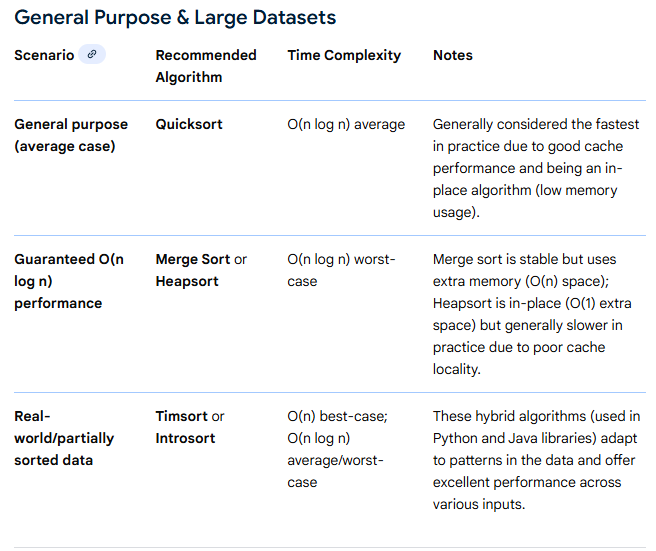 General Purpose & Large Datasets
Scenario
Recommended
Algorithm
Time Complexity
Notes
General purpose
(average case)
Quicksort
O(n log n) average
Generally considered the fastest
in practice due to good cache
performance and being an in-
place algorithm (low memory
usage).
Guaranteed O(n
log n)
performance
Merge Sort or
Heapsort
O(n log n) worst-
case
Merge sort is stable but uses
extra memory (O(n) space);
Heapsort is in-place (O(1) extra
space) but generally slower in
practice due to poor cache
locality.
Real-
world/partially
sorted data
Timsort or
Introsort
O(n) best-case;
O(n log n)
average/worst-
case
These hybrid algorithms (used in
Python and Java libraries) adapt
to patterns in the data and offer
excellent performance across
various inputs.